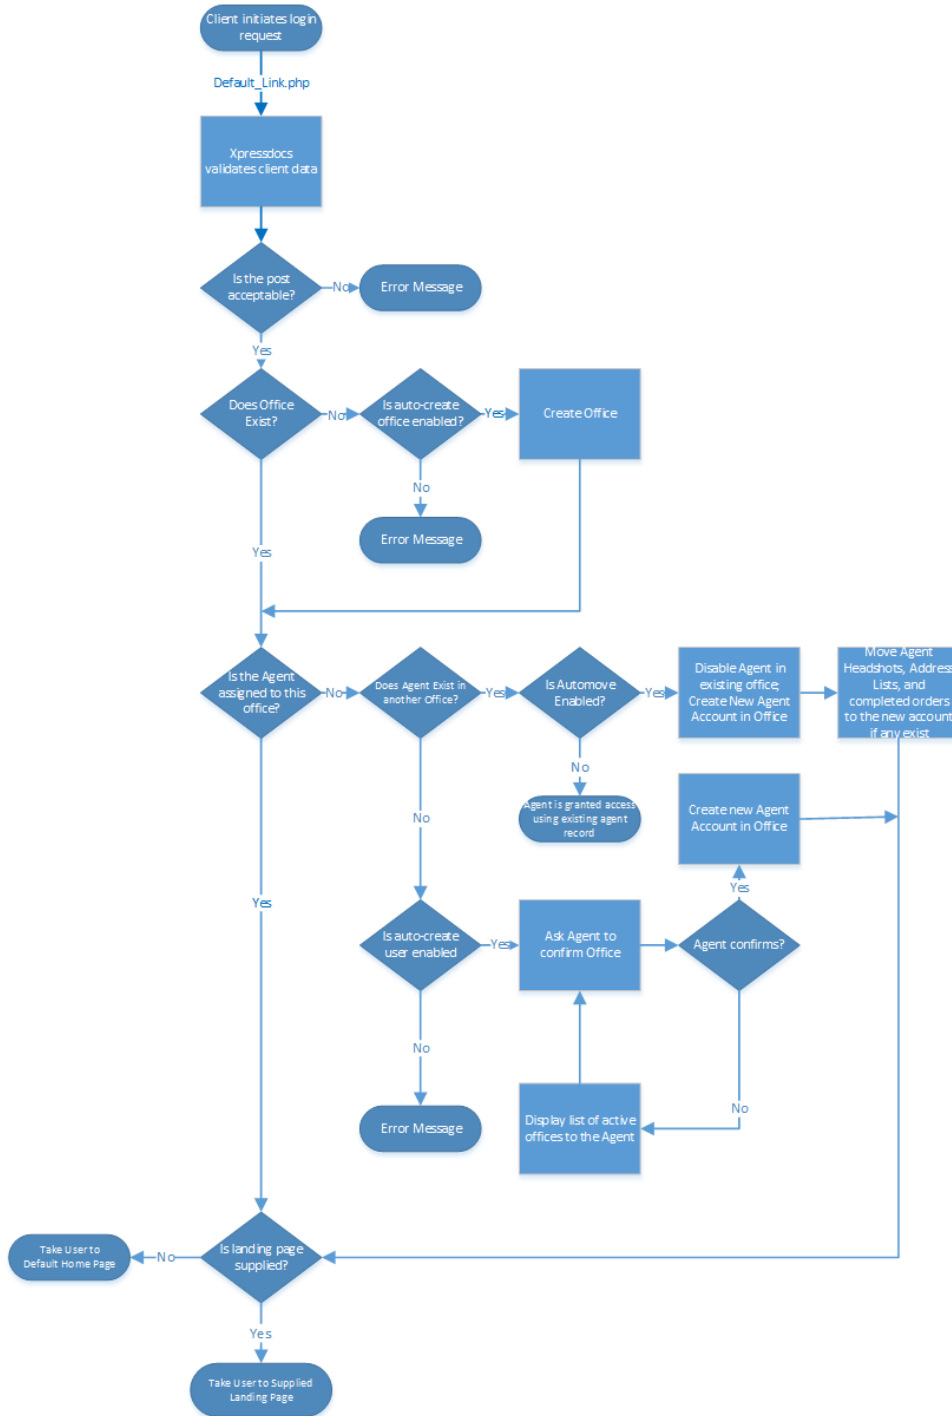 Client initiates login
request
Default_Link.php
Xpressdocs
validates client data
Is the post
acceptable?
No
Error Message
Yes
Does Office
Exist?
No
Is auto-create
office enabled?
Yes
Create Office
No
Error Message
Yes
Is the Agent
assigned to this
office?
No
Does Agent Exist in
another Office?
Yes
Is Automove
Enabled?
Yes
Disable Agent in
existing office;
Create New Agent
Account in Office
Move Agent
Headshots, Address
Lists, and
completed orders
to the new account
if any exist
No
Agent is granted access
using existing agent
record
No
Create new Agent
Account in Office
Yes
Yes
Is auto-create
user enabled
Yes
Ask Agent to
confirm Office
Agent confirms?
No
Error Message
No
Display list of active
offices to the Agent
Is landing page
supplied?
No
Take User to
Default Home Page
Yes
Take User to Supplied
Landing Page